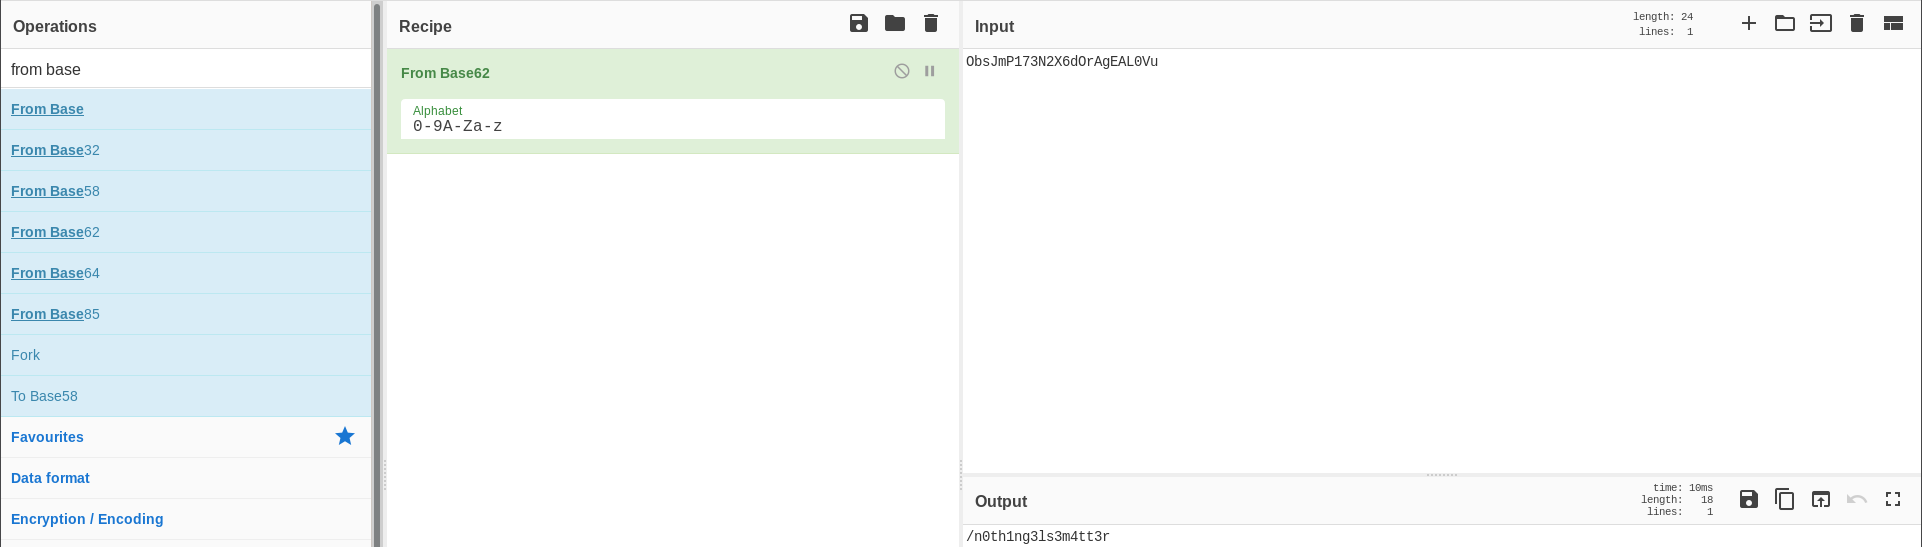 Operations
from base
From Base
From Base32
From Base58
From Base62
From Base64
From Base85
Fork
To Base58
Favourites
Data format
Encryption / Encoding
Recipe
From Base62
Alphabet
0-9A-Za-z
Input
length: 24
lines: 1
ObsJmP173N2X6dOrAgEAL0Vu
Output
time: 10ms
length: 18
lines: 1
/n0th1ng3ls3m4tt3r